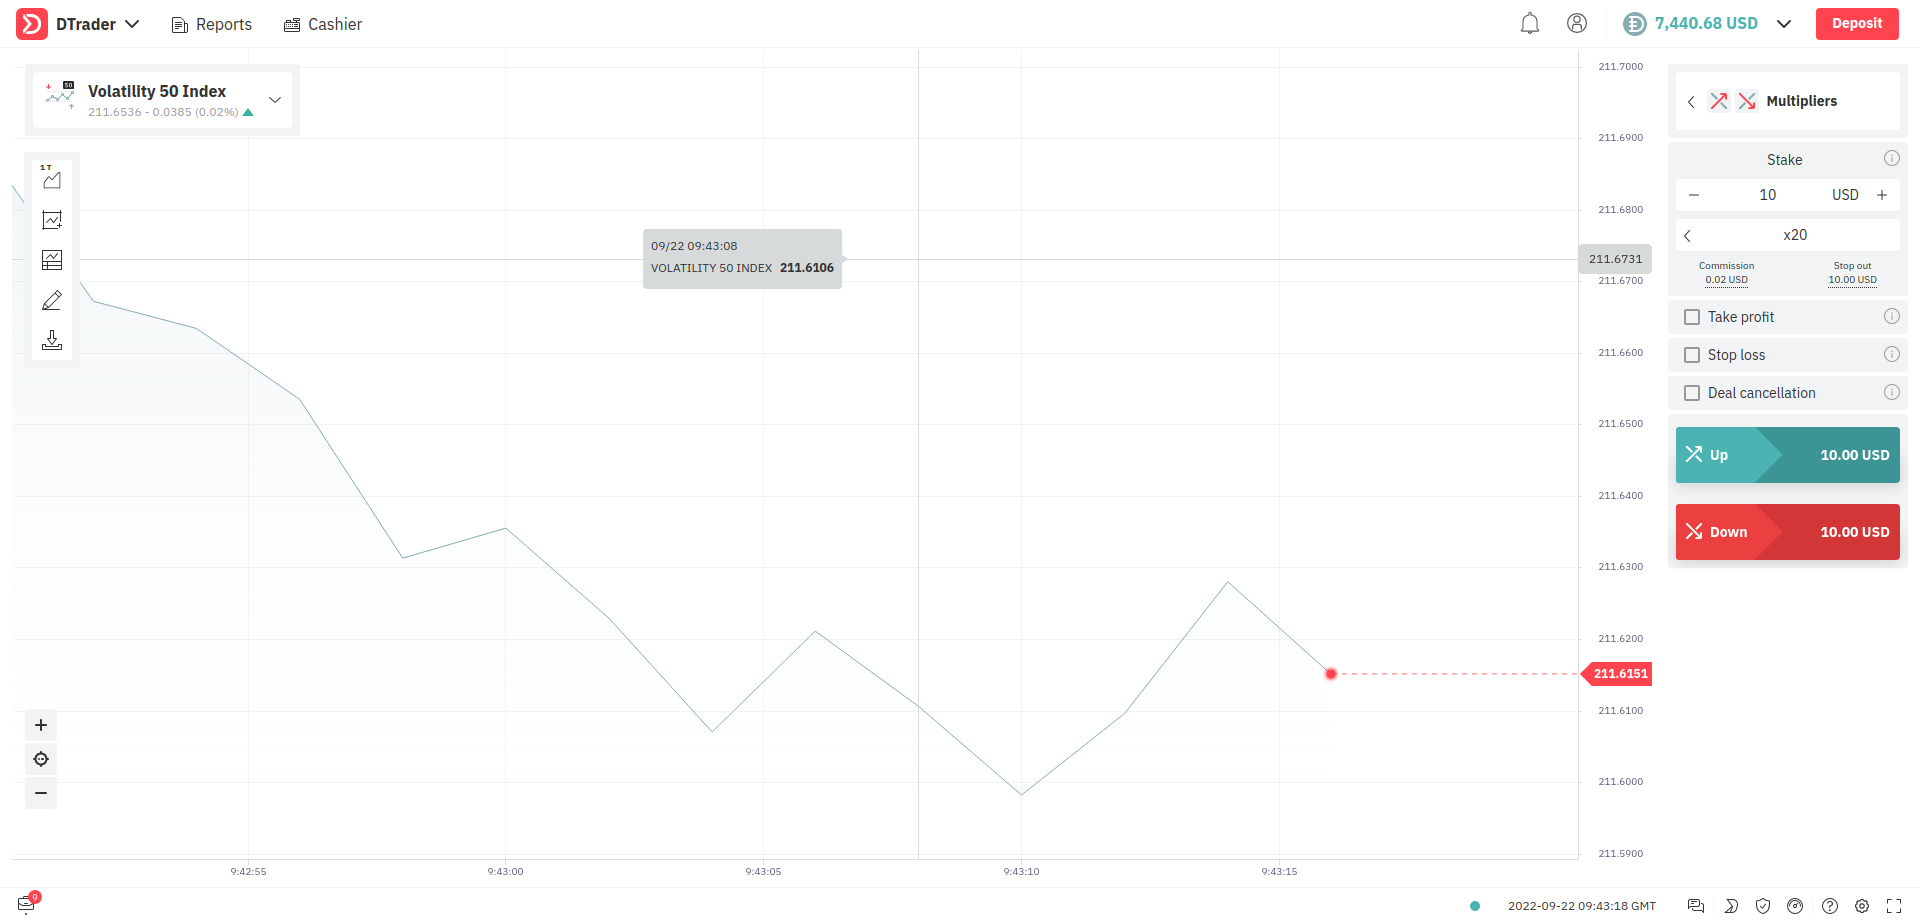 DTrader
Reports
Cashier
7,440.68 USD
Deposit
50
Volatility 50 Index
211.6536 - 0.0385 (0.02%)
1T
09/22 09:43:08
VOLATILITY 50 INDEX 211.6106
211.7000
211.6900
211.6800
211.6731
211.6700
211.6600
211.6500
211.6400
211.6300
211.6200
211.6151
211.6100
211.6000
211.5900
9:42:55
9:43:00
9:43:05
9:43:10
9:43:15
Multipliers
Stake
10 USD
x20
Commission
0.02 USD
Stop out
10.00 USD
Take profit
Stop loss
Deal cancellation
Up 10.00 USD
Down 10.00 USD
9
2022-09-22 09:43:18 GMT